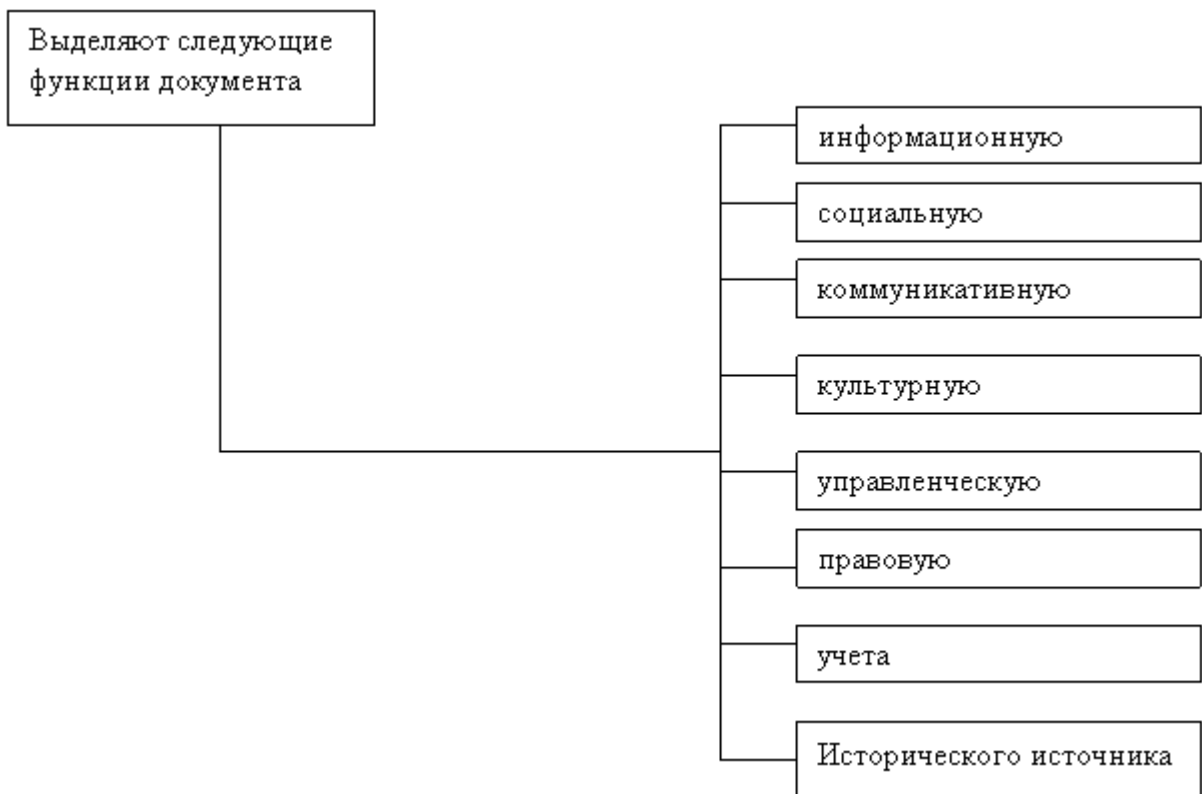 Выделяют следующие
функции документа
информационную
социальную
коммуникативную
культурную
управленческую
правовую
учета
Исторического источника